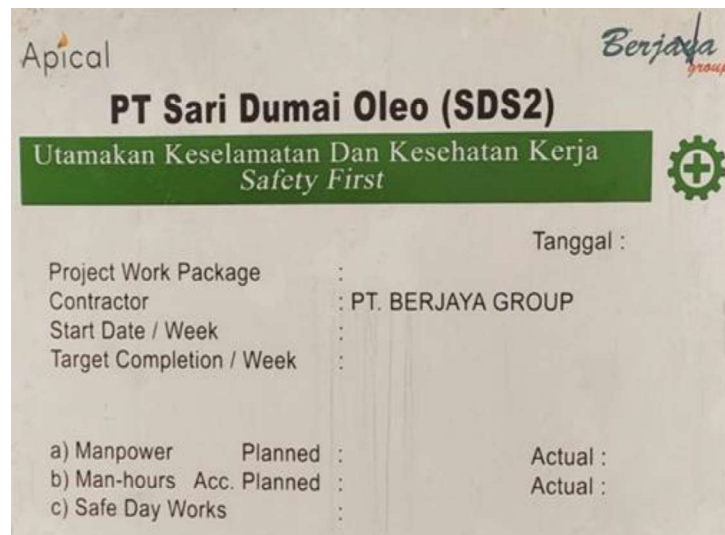 Apical
Berjaya
group
PT Sari Dumai Oleo (SDS2)
Utamakan Keselamatan Dan Kesehatan Kerja
Safety First
Tanggal :
Project Work Package :
Contractor : PT. BERJAYA GROUP
Start Date / Week :
Target Completion / Week :
a) Manpower Planned : Actual :
b) Man-hours Acc. Planned : Actual :
c) Safe Day Works :